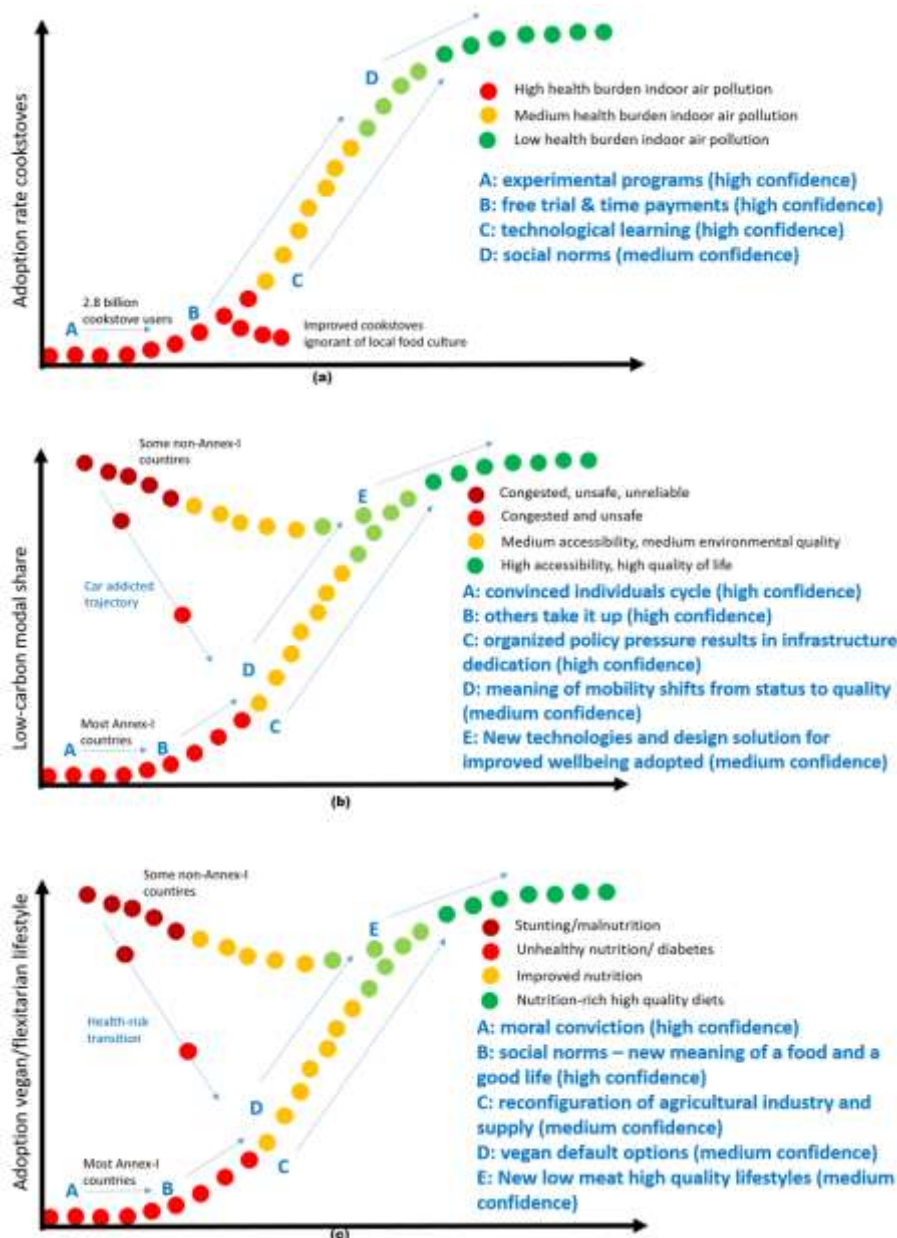 Adoption rate cookstoves
D
High health burden indoor air pollution
Medium health burden indoor air pollution
Low health burden indoor air pollution
A: experimental programs (high confidence)
B: free trial & time payments (high confidence)
C: technological learning (high confidence)
D: social norms (medium confidence)
C
2.8 billion
cookstove users
A
B
Improved cookstoves
ignorant of local food culture
(a)
Low-carbon modal share
Some non-Annex-I
countires
E
Congested, unsafe, unreliable
Congested and unsafe
Medium accessibility, medium environmental quality
High accessibility, high quality of life
Car addicted
trajectory
A: convinced individuals cycle (high confidence)
B: others take it up (high confidence)
C: organized policy pressure results in infrastructure
dedication (high confidence)
D: meaning of mobility shifts from status to quality
(medium confidence)
E: New technologies and design solution for
improved wellbeing adopted (medium confidence)
D
C
Most Annex-I
countries
A
B
(b)
Adoption vegan/flexitarian lifestyle
Some non-Annex-I
countires
E
Stunting/malnutrition
Unhealthy nutrition/ diabetes
Improved nutrition
Nutrition-rich high quality diets
Health-risk
transition
A: moral conviction (high confidence)
B: social norms – new meaning of a food and a
good life (high confidence)
C: reconfiguration of agricultural industry and
supply (medium confidence)
D: vegan default options (medium confidence)
E: New low meat high quality lifestyles (medium
confidence)
D
C
Most Annex-I
countries
A
B
(c)